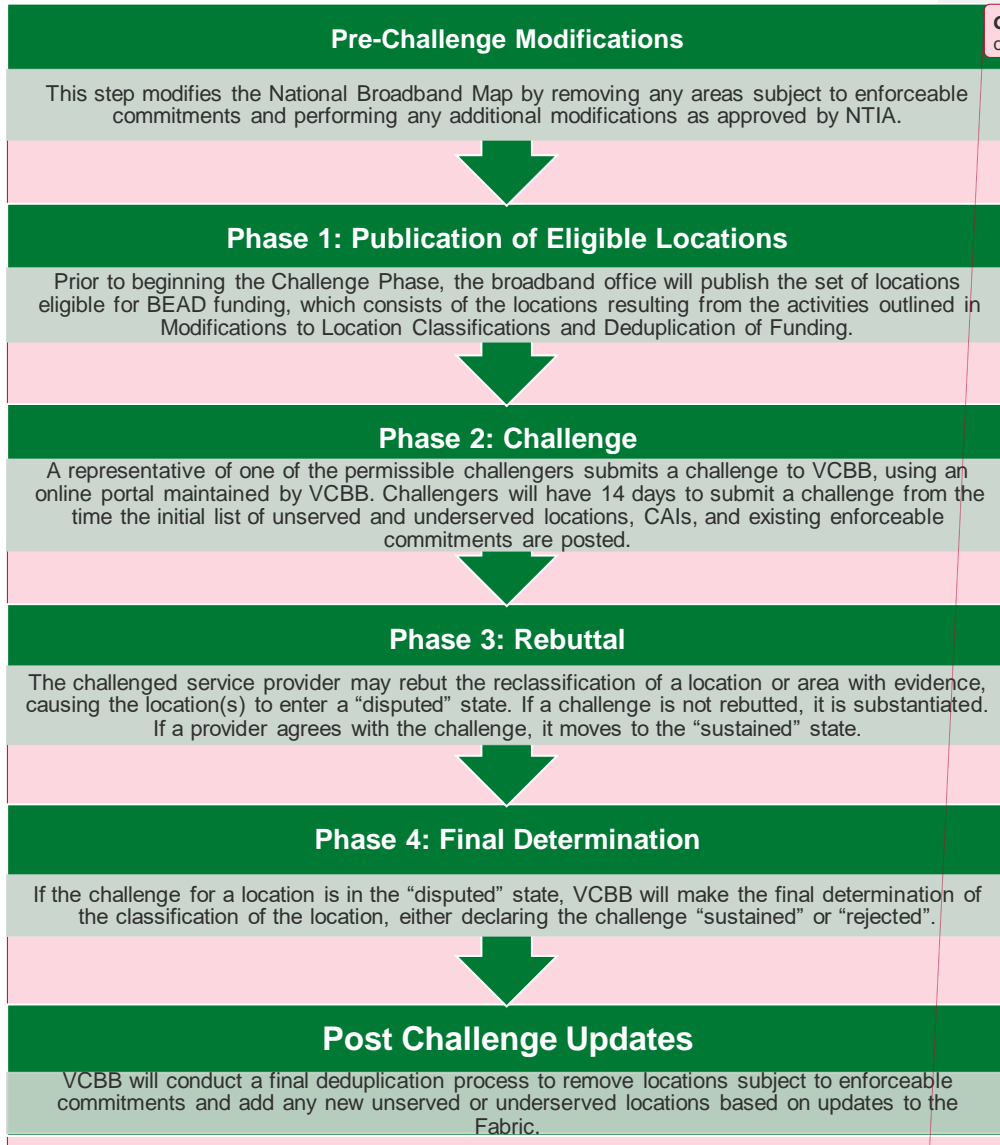 Pre-Challenge Modifications
This step modifies the National Broadband Map by removing any areas subject to enforceable
commitments and performing any additional modifications as approved by NTIA.
Phase 1: Publication of Eligible Locations
Prior to beginning the Challenge Phase, the broadband office will publish the set of locations
eligible for BEAD funding, which consists of the locations resulting from the activities outlined in
Modifications to Location Classifications and Deduplication of Funding.
Phase 2: Challenge
A representative of one of the permissible challengers submits a challenge to VCBB, using an
online portal maintained by VCBB. Challengers will have 14 days to submit a challenge from the
time the initial list of unserved and underserved locations, CAIs, and existing enforceable
commitments are posted.
Phase 3: Rebuttal
The challenged service provider may rebut the reclassification of a location or area with evidence,
causing the location(s) to enter a “disputed” state. If a challenge is not rebutted, it is substantiated.
If a provider agrees with the challenge, it moves to the “sustained” state.
Phase 4: Final Determination
If the challenge for a location is in the “disputed” state, VCBB will make the final determination of
the classification of the location, either declaring the challenge “sustained” or “rejected”.
Post Challenge Updates
VCBB will conduct a final deduplication process to remove locations subject to enforceable
commitments and add any new unserved or underserved locations based on updates to the
Fabric.